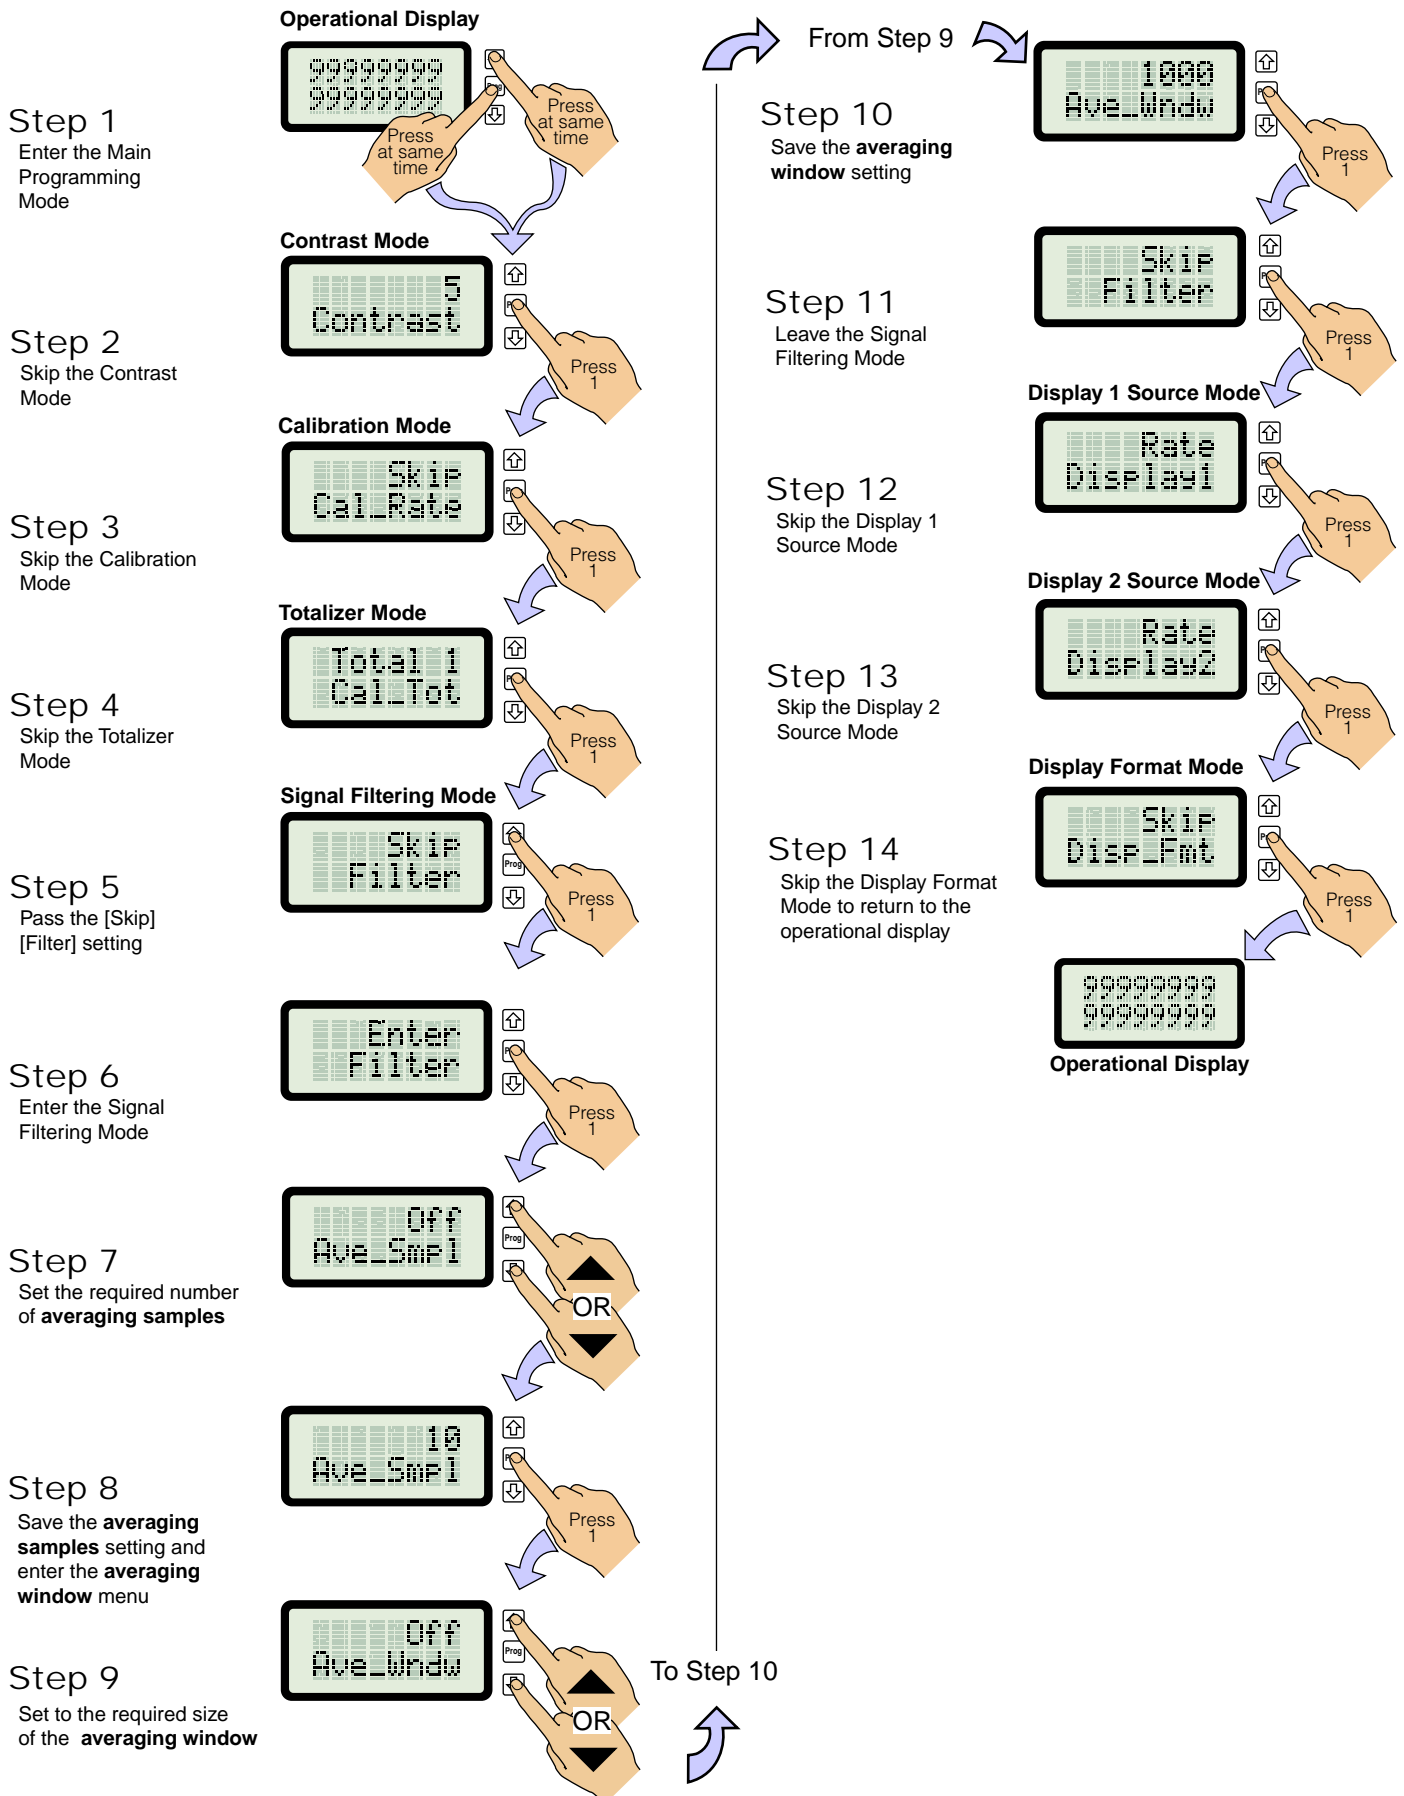 Operational Display
99999999
99999999
Prog
Press
at same
time
Press
at same
time
Step 1
Enter the Main
Programming
Mode
Contrast Mode
5
Contrast
Press
1
Step 2
Skip the Contrast
Mode
Calibration Mode
Skip
Cal_Rate
Press
1
Step 3
Skip the Calibration
Mode
Totalizer Mode
Total 1
Cal_Tot
Press
1
Step 4
Skip the Totalizer
Mode
Signal Filtering Mode
Skip
Filter
Prog
Press
1
Step 5
Pass the [Skip]
[Filter] setting
Enter
Filter
Press
1
Step 6
Enter the Signal
Filtering Mode
Off
Ave_Smpl
Prog
OR
Step 7
Set the required number
of averaging samples
10
Ave_Smpl
Press
1
Step 8
Save the averaging
samples setting and
enter the averaging
window menu
Off
Ave_Wndw
Prog
OR
Step 9
Set to the required size
of the averaging window
To Step 10
From Step 9
1000
Ave_Wndw
Press
1
Step 10
Save the averaging
window setting
Skip
Filter
Press
1
Step 11
Leave the Signal
Filtering Mode
Display 1 Source Mode
Rate
Display1
Press
1
Step 12
Skip the Display 1
Source Mode
Display 2 Source Mode
Rate
Display2
Press
1
Step 13
Skip the Display 2
Source Mode
Display Format Mode
Skip
Disp_Fmt
Press
1
Step 14
Skip the Display Format
Mode to return to the
operational display
99999999
99999999
Operational Display